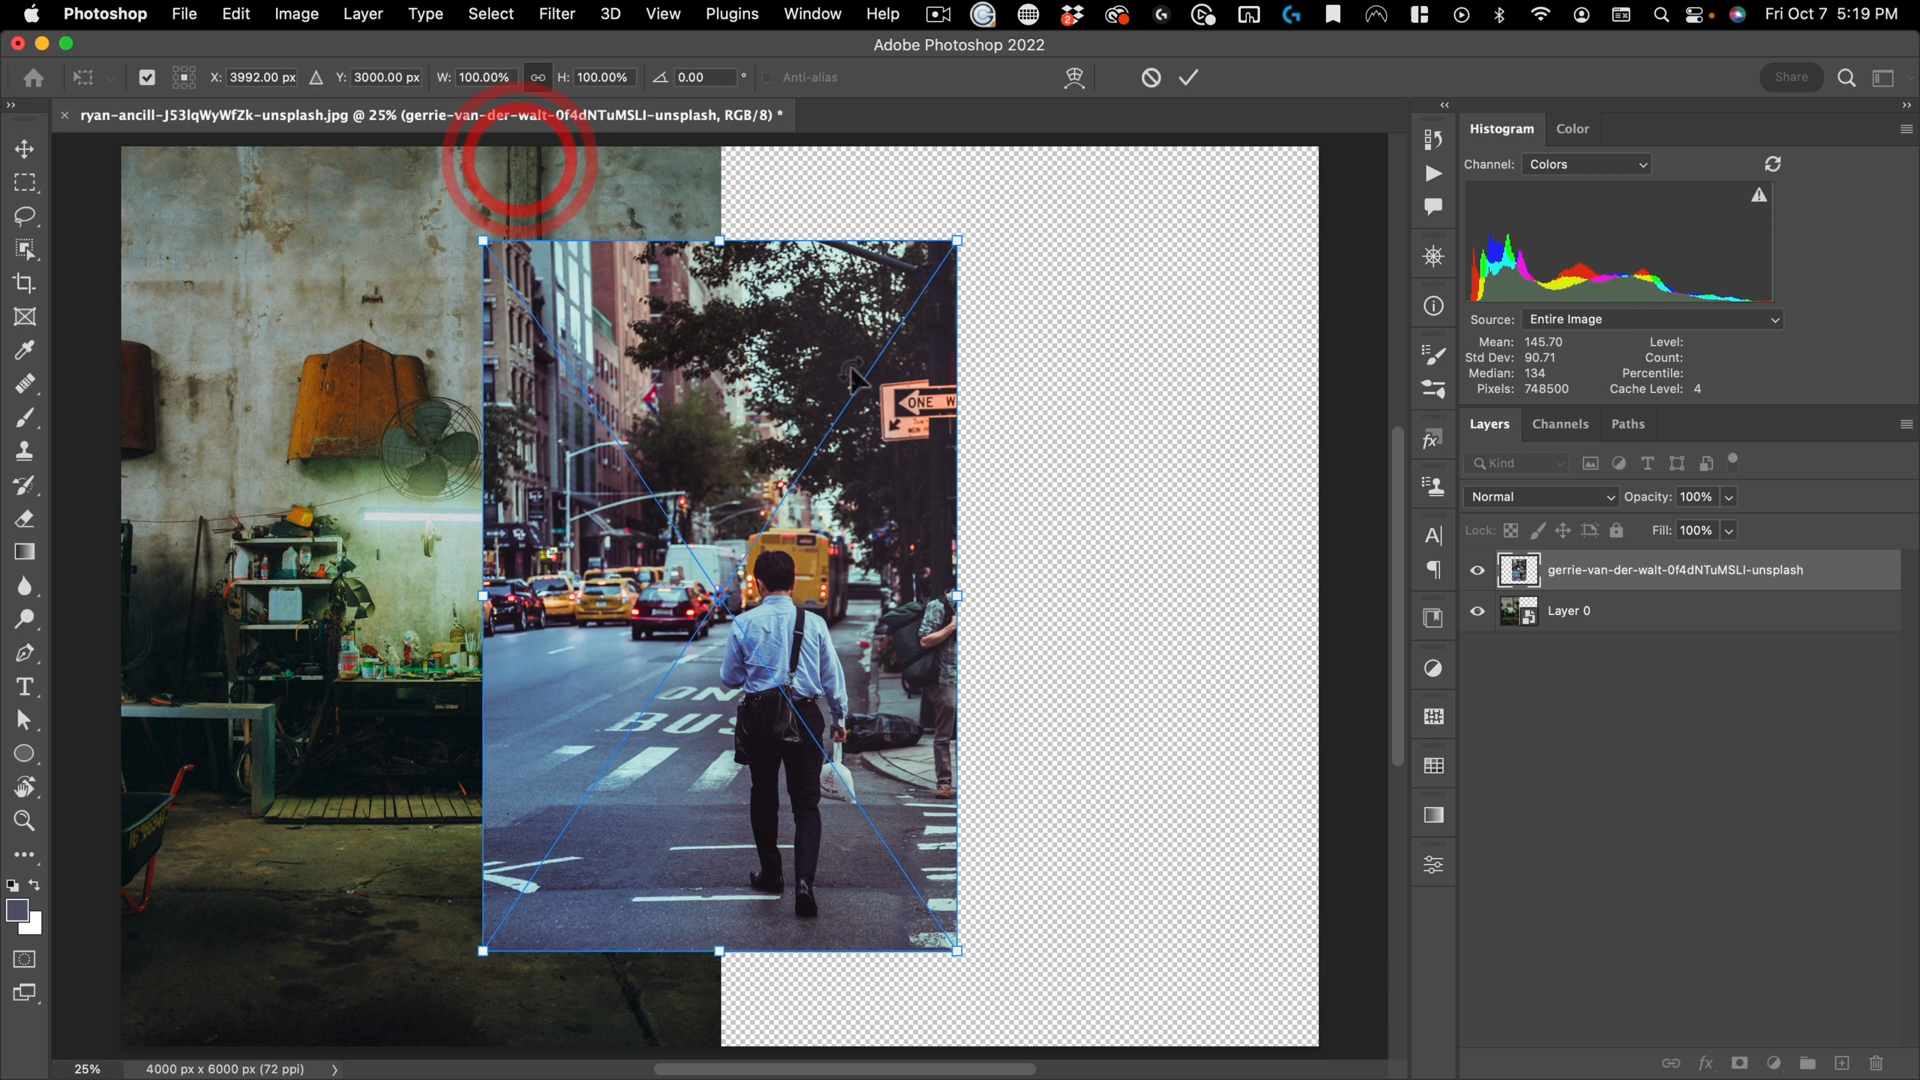 Photoshop File Edit Image Layer Type Select Filter 3D View Plugins Window Help Fri Oct 7 5:19 PM
2
Adobe Photoshop 2022
X: 3992.00 px Y: 3000.00 px W: 100.00% H: 100.00% 0.00 ° Anti-alias Share
ryan-ancill-J53lqWyWfZk-unsplash.jpg @ 25% (gerrie-van-der-walt-0f4dNTuMSLI-unsplash, RGB/8) *
Histogram Color
Channel: Colors
Source: Entire Image
Mean: 145.70 Level:
Std Dev: 90.71 Count:
Median: 134 Percentile:
Pixels: 748500 Cache Level: 4
ONE W
Layers Channels Paths
Kind
Normal Opacity: 100%
Lock: Fill: 100%
gerrie-van-der-walt-0f4dNTuMSLI-unsplash
Layer 0
ON
BUS
25% 4000 px x 6000 px (72 ppi)